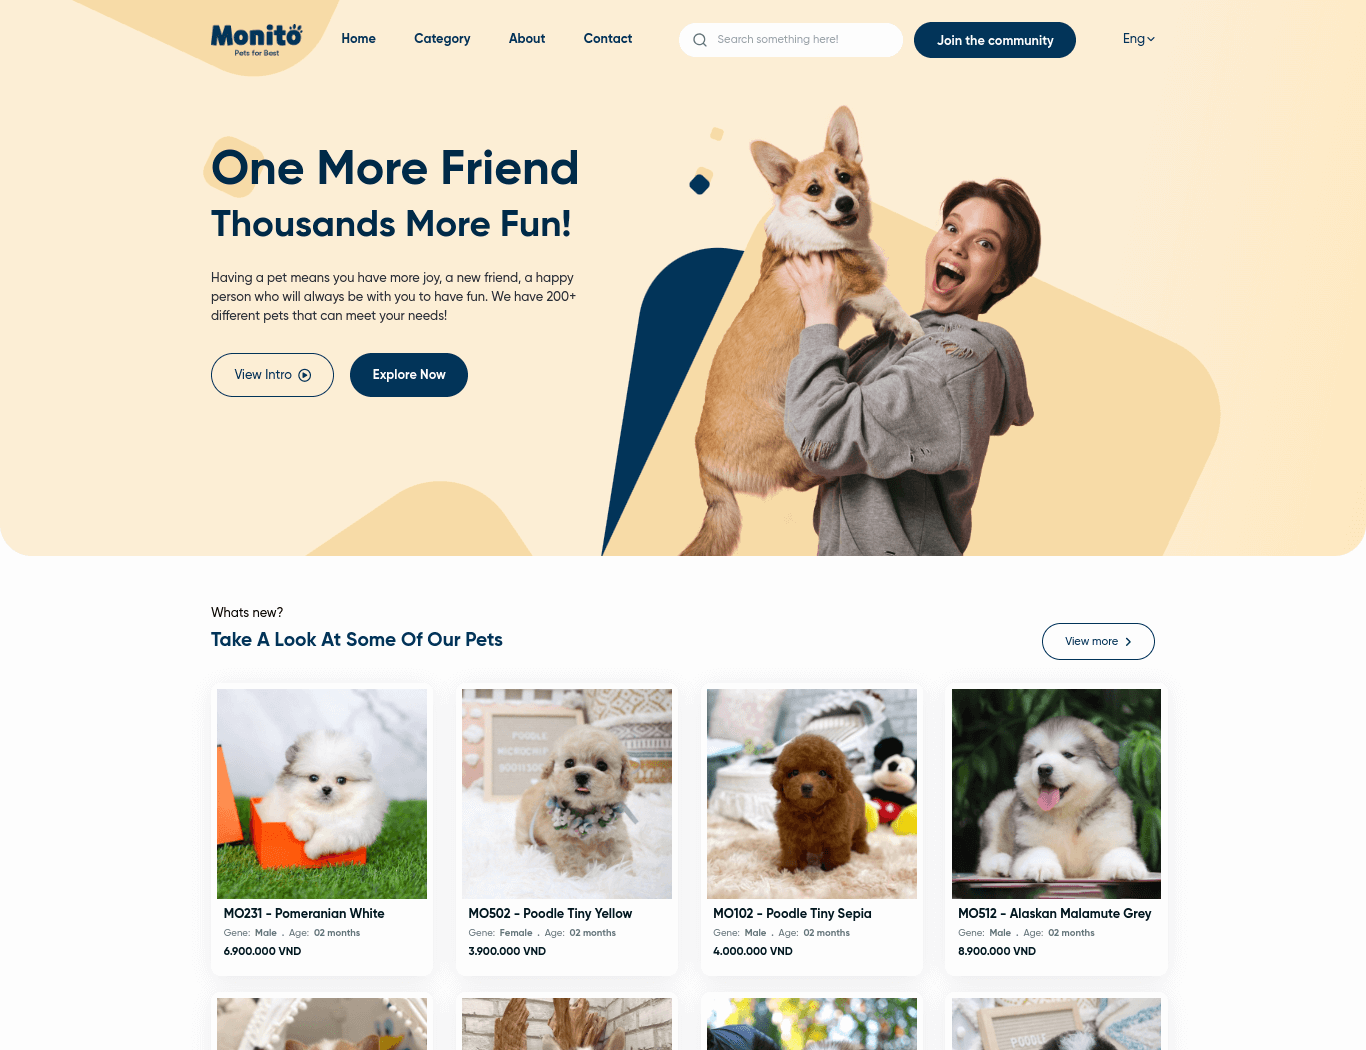 Monito
Pets for Best
Home Category About Contact
Search something here!
Join the community
Eng
One More Friend
Thousands More Fun!
Having a pet means you have more joy, a new friend, a happy
person who will always be with you to have fun. We have 200+
different pets that can meet your needs!
View Intro
Explore Now
Whats new?
Take A Look At Some Of Our Pets
View more
POODLE
MICROCHIP
MO231 - Pomeranian White
Gene: Male . Age: 02 months
6.900.000 VND
MO502 - Poodle Tiny Yellow
Gene: Female . Age: 02 months
3.900.000 VND
MO102 - Poodle Tiny Sepia
Gene: Male . Age: 02 months
4.000.000 VND
MO512 - Alaskan Malamute Grey
Gene: Male . Age: 02 months
8.900.000 VND
POODLE